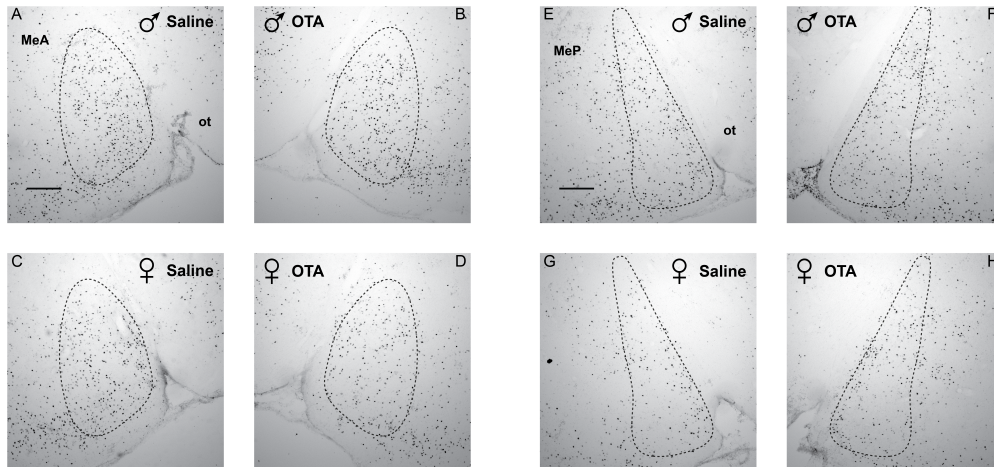 A
♂ Saline
MeA
ot
♂ OTA
B
E
♂ Saline
MeP
ot
♂ OTA
F
C
♀ Saline
♀ OTA
D
G
♀ Saline
♀ OTA
H